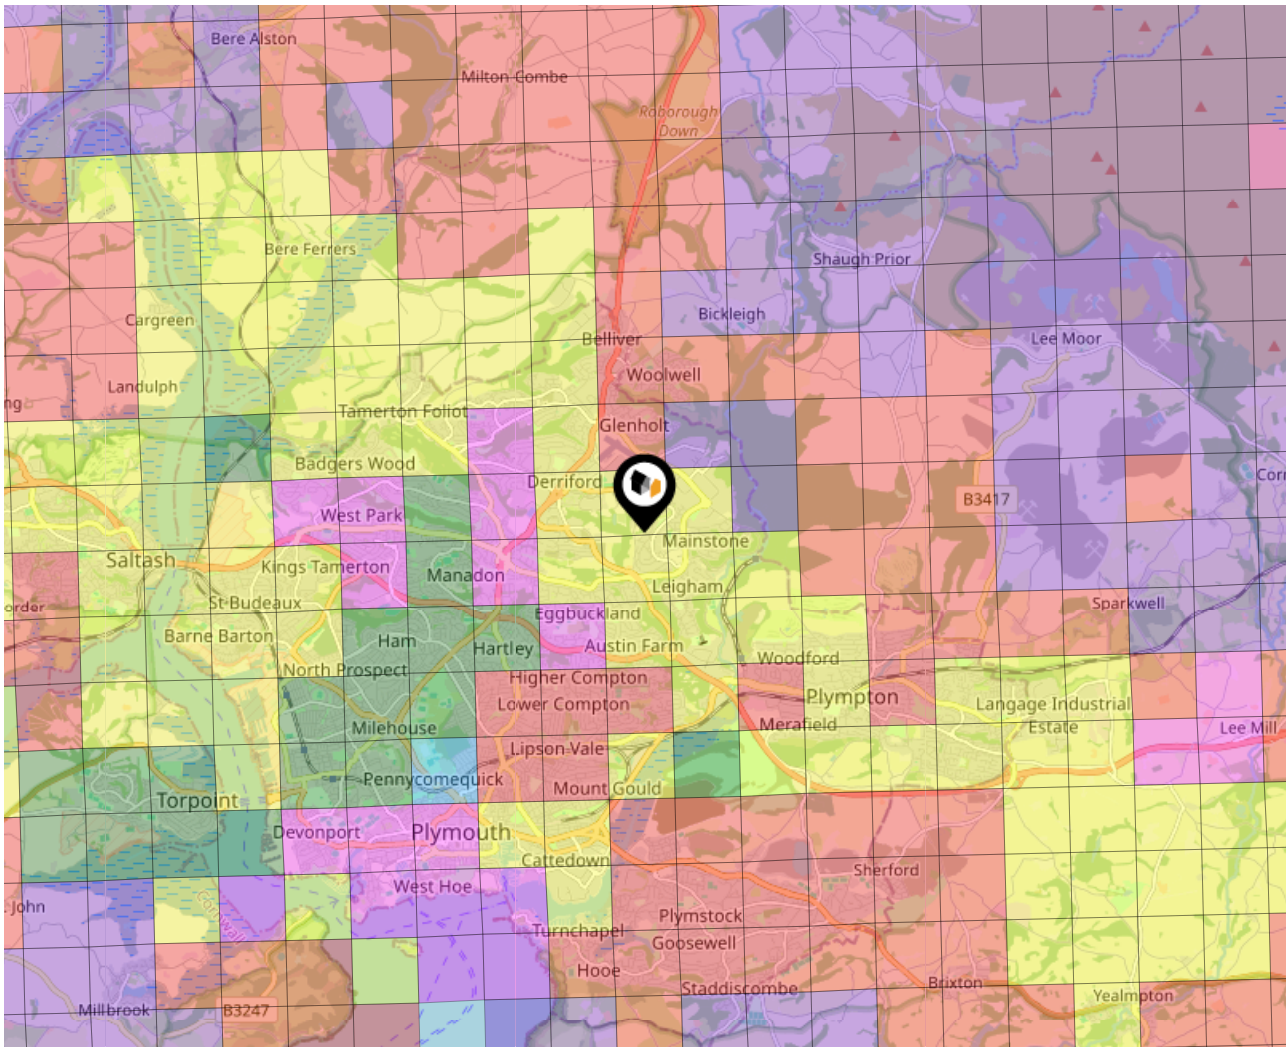 Bere Alston
Milton Combe
Roborough
Down
Bere Ferrers
Shaugh Prior
Cargreen
Bickleigh
Belliver
Lee Moor
Woolwell
Landulph
ng
Tamerton Foliot
Glenholt
Badgers Wood
Derriford
Corn
B3417
West Park
Mainstone
Saltash
Kings Tamerton
Manadon
Leigham
St Budeaux
Sparkwell
order
Eggbuckland
Barne Barton
Ham
Hartley
Austin Farm
Woodford
North Prospect
Higher Compton
Plympton
Lower Compton
Langage Industrial
Estate
Milehouse
Merafield
Lee Mill
Lipson Vale
Pennycomequick
Mount Gould
Torpoint
Devonport
Plymouth
Cattedown
Sherford
West Hoe
. John
Cornwall
Plymstock
Turnchapel
Goosewell
Hooe
Staddiscombe
Brixton
Yealmpton
Millbrook
B3247